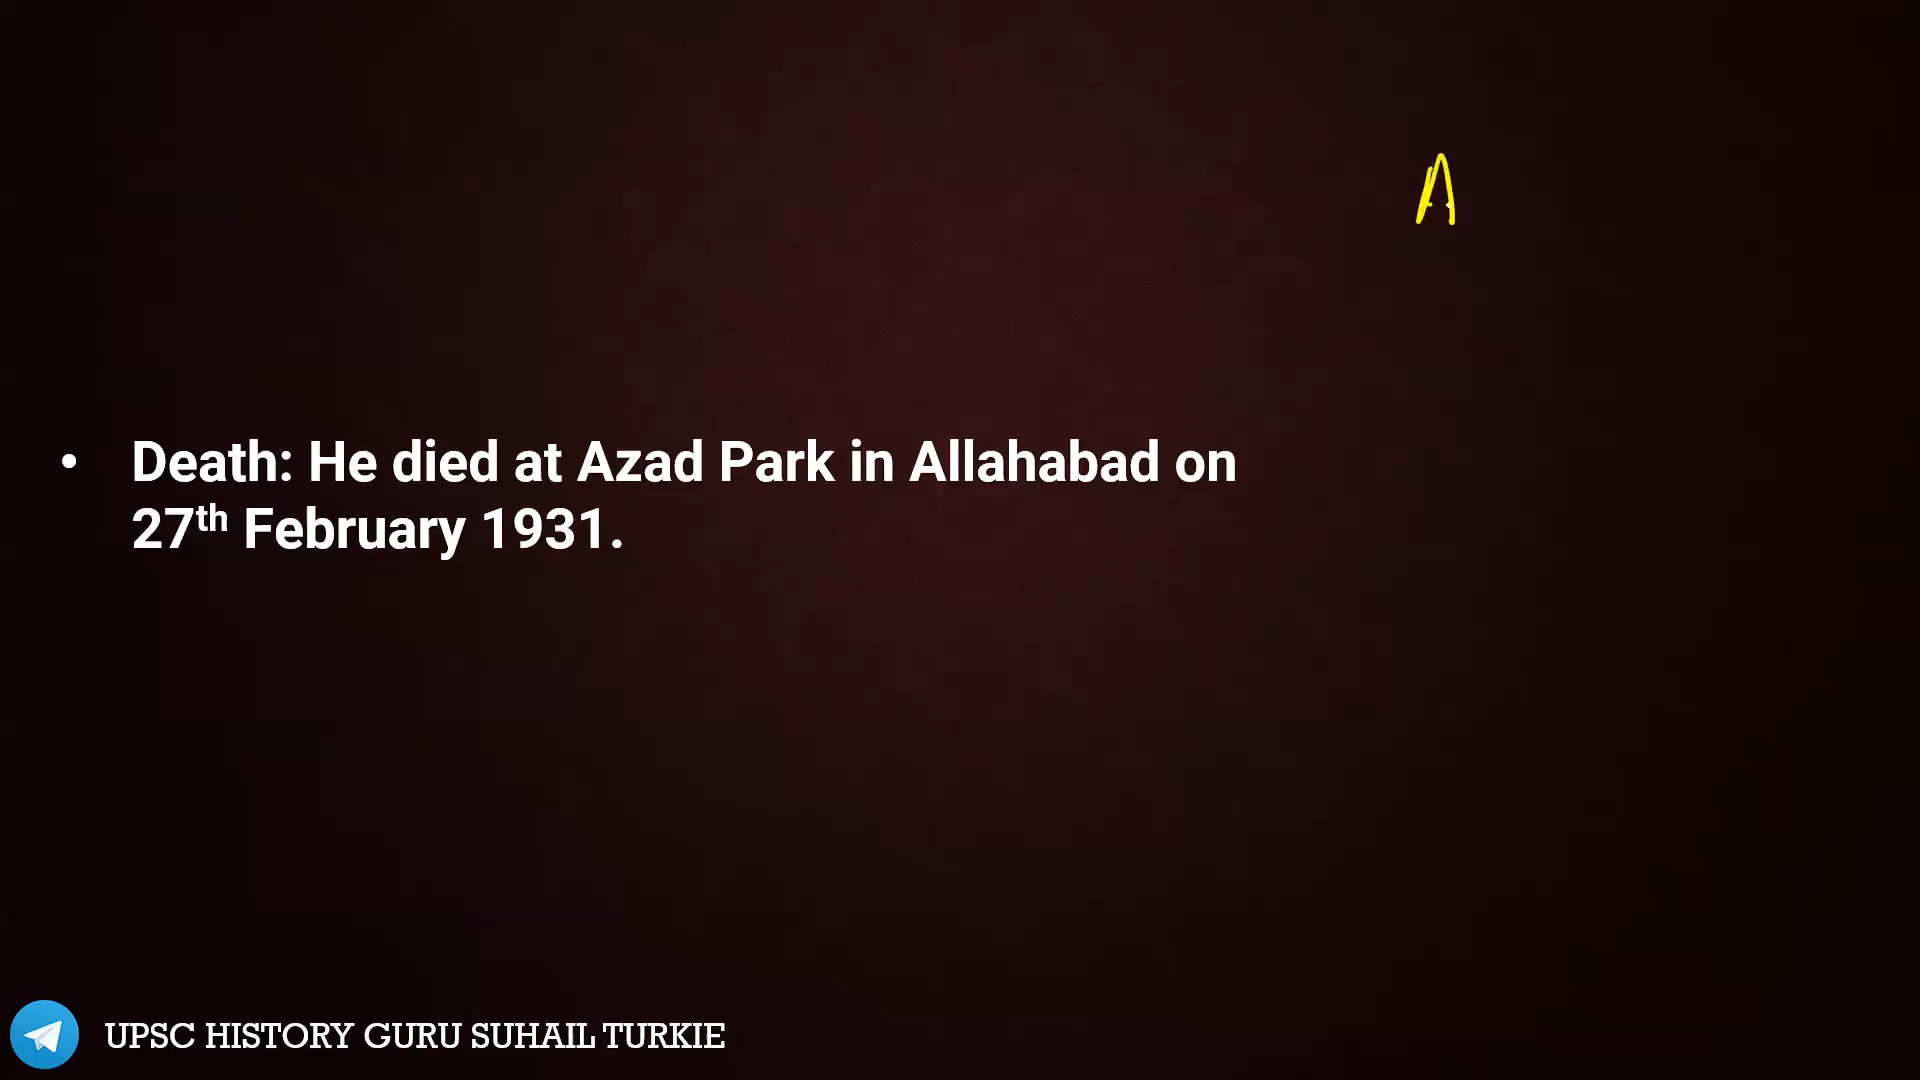 A
• Death: He died at Azad Park in Allahabad on
27th February 1931.
UPSC HISTORY GURU SUHAIL TURKIE